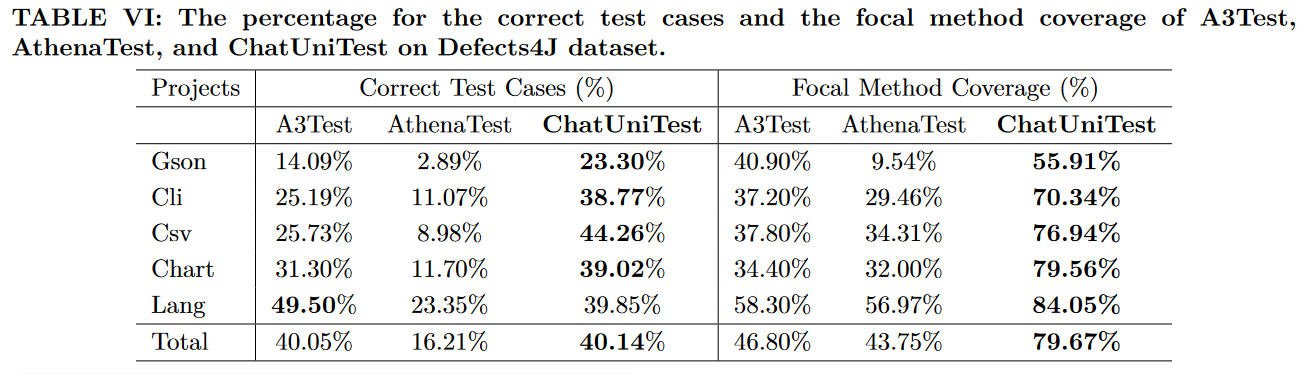 TABLE VI: The percentage for the correct test cases and the focal method coverage of A3Test,
AthenaTest, and ChatUniTest on Defects4J dataset.
Projects Correct Test Cases (%) Focal Method Coverage (%)
A3Test AthenaTest ChatUniTest A3Test AthenaTest ChatUniTest
Gson 14.09% 2.89% 23.30% 40.90% 9.54% 55.91%
Cli 25.19% 11.07% 38.77% 37.20% 29.46% 70.34%
Csv 25.73% 8.98% 44.26% 37.80% 34.31% 76.94%
Chart 31.30% 11.70% 39.02% 34.40% 32.00% 79.56%
Lang 49.50% 23.35% 39.85% 58.30% 56.97% 84.05%
Total 40.05% 16.21% 40.14% 46.80% 43.75% 79.67%